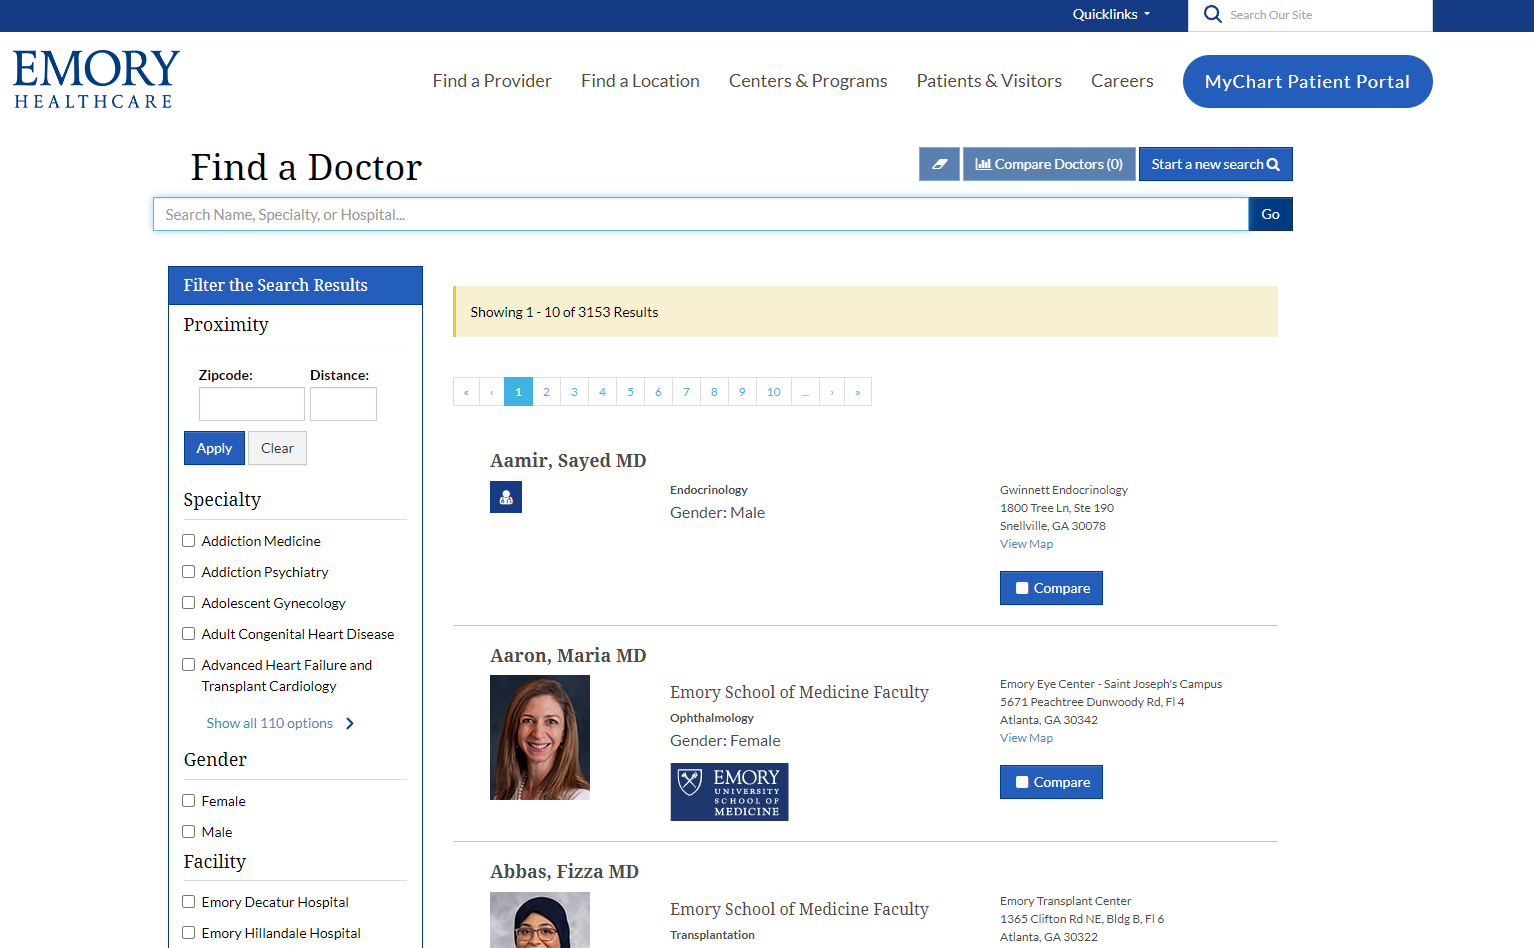 Quicklinks
Search Our Site
EMORY
HEALTHCARE
Find a Provider
Find a Location
Centers & Programs
Patients & Visitors
Careers
MyChart Patient Portal
Find a Doctor
Compare Doctors (0)
Start a new search
Search Name, Specialty, or Hospital...
Go
Filter the Search Results
Proximity
Zipcode: Distance:
Apply Clear
Specialty
Addiction Medicine
Addiction Psychiatry
Adolescent Gynecology
Adult Congenital Heart Disease
Advanced Heart Failure and
Transplant Cardiology
Show all 110 options
Gender
Female
Male
Facility
Emory Decatur Hospital
Emory Hillandale Hospital
Showing 1 - 10 of 3153 Results
« ‹ 1 2 3 4 5 6 7 8 9 10 ... › »
Aamir, Sayed MD
Endocrinology
Gender: Male
Gwinnett Endocrinology
1800 Tree Ln, Ste 190
Snellville, GA 30078
View Map
Compare
Aaron, Maria MD
Emory School of Medicine Faculty
Ophthalmology
Gender: Female
EMORY
UNIVERSITY
SCHOOL OF
MEDICINE
Emory Eye Center - Saint Joseph's Campus
5671 Peachtree Dunwoody Rd, Fl 4
Atlanta, GA 30342
View Map
Compare
Abbas, Fizza MD
Emory School of Medicine Faculty
Transplantation
Emory Transplant Center
1365 Clifton Rd NE, Bldg B, Fl 6
Atlanta, GA 30322